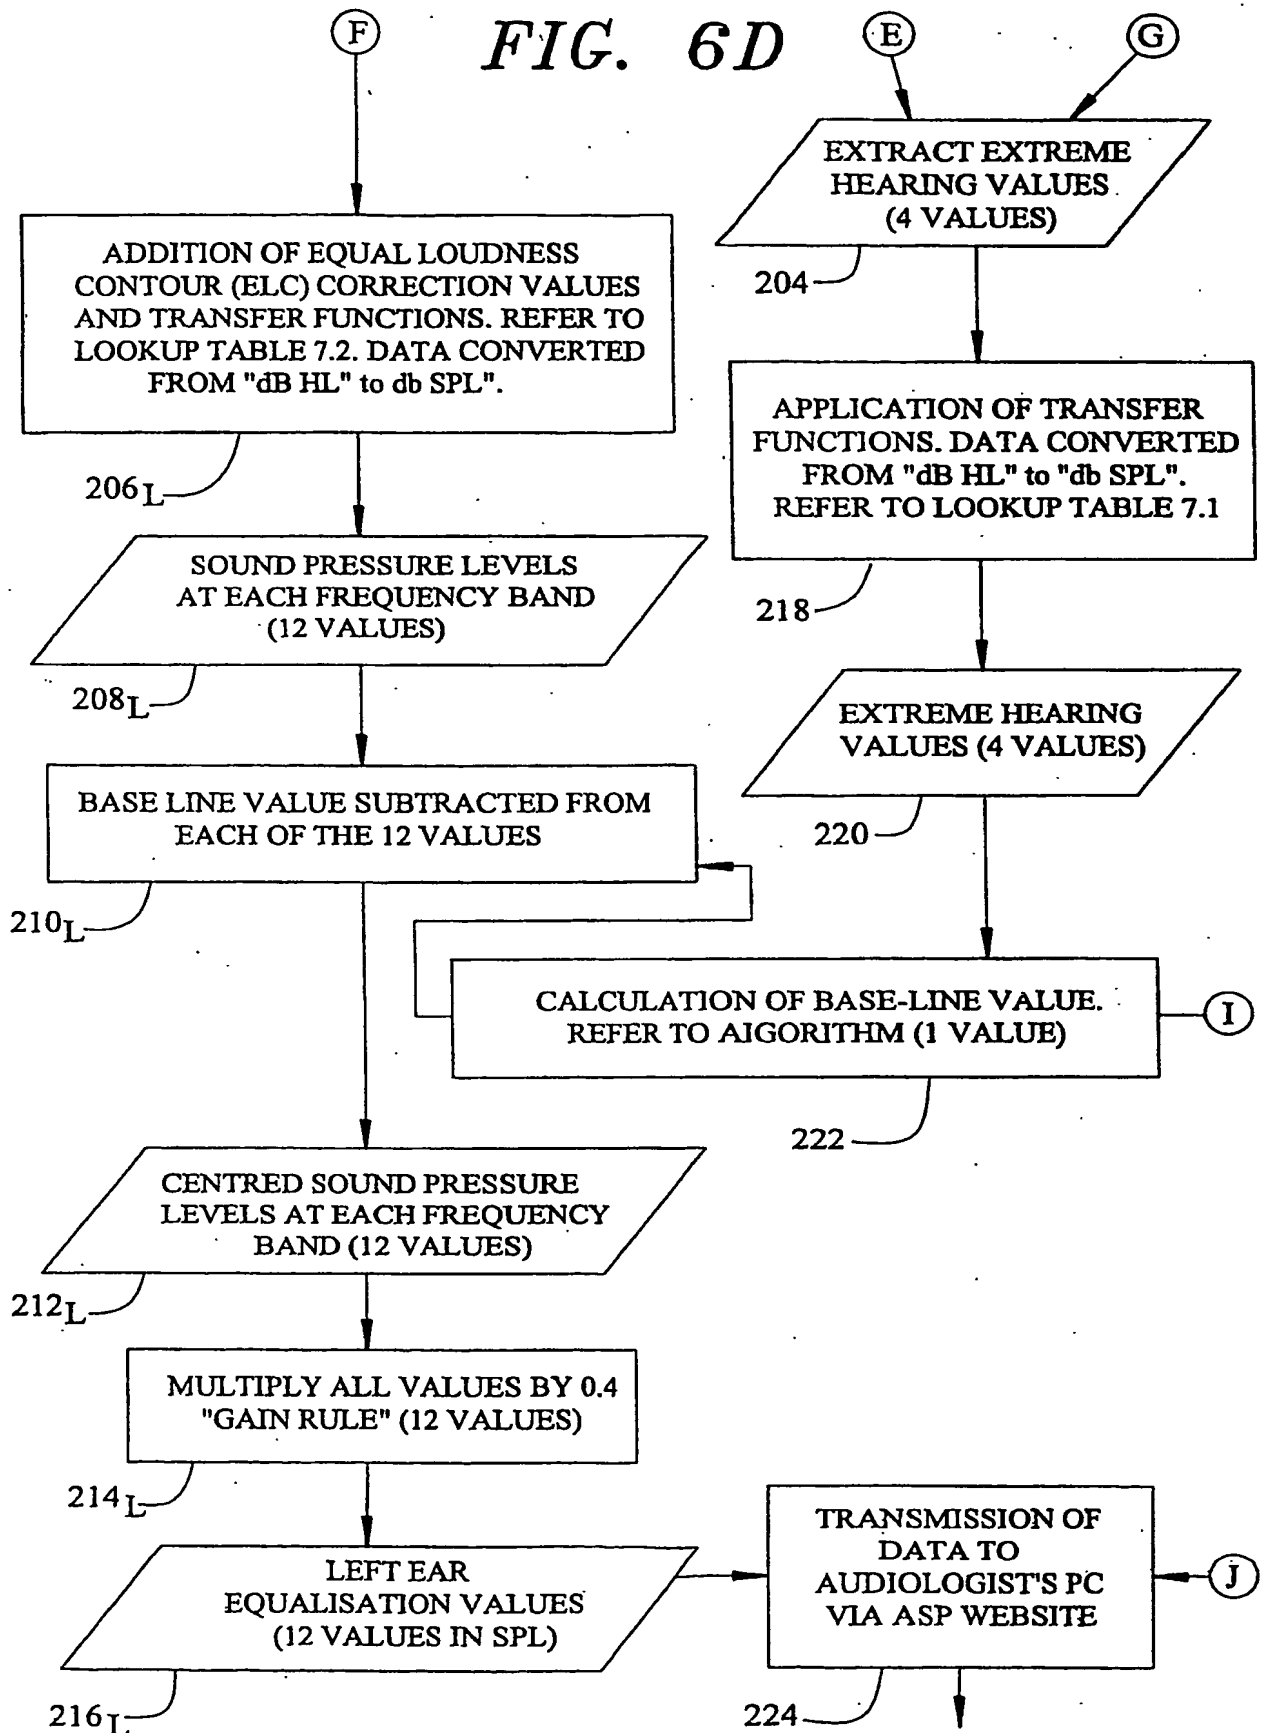 FIG. 6D
F
E
G
EXTRACT EXTREME
HEARING VALUES
(4 VALUES)
204
ADDITION OF EQUAL LOUDNESS
CONTOUR (ELC) CORRECTION VALUES
AND TRANSFER FUNCTIONS. REFER TO
LOOKUP TABLE 7.2. DATA CONVERTED
FROM "dB HL" to db SPL".
206L
APPLICATION OF TRANSFER
FUNCTIONS. DATA CONVERTED
FROM "dB HL" to "db SPL".
REFER TO LOOKUP TABLE 7.1
218
SOUND PRESSURE LEVELS
AT EACH FREQUENCY BAND
(12 VALUES)
208L
EXTREME HEARING
VALUES (4 VALUES)
220
BASE LINE VALUE SUBTRACTED FROM
EACH OF THE 12 VALUES
210L
CALCULATION OF BASE-LINE VALUE.
REFER TO AIGORITHM (1 VALUE)
I
222
CENTRED SOUND PRESSURE
LEVELS AT EACH FREQUENCY
BAND (12 VALUES)
212L
MULTIPLY ALL VALUES BY 0.4
"GAIN RULE" (12 VALUES)
214L
LEFT EAR
EQUALISATION VALUES
(12 VALUES IN SPL)
216L
TRANSMISSION OF
DATA TO
AUDIOLOGIST'S PC
VIA ASP WEBSITE
J
224